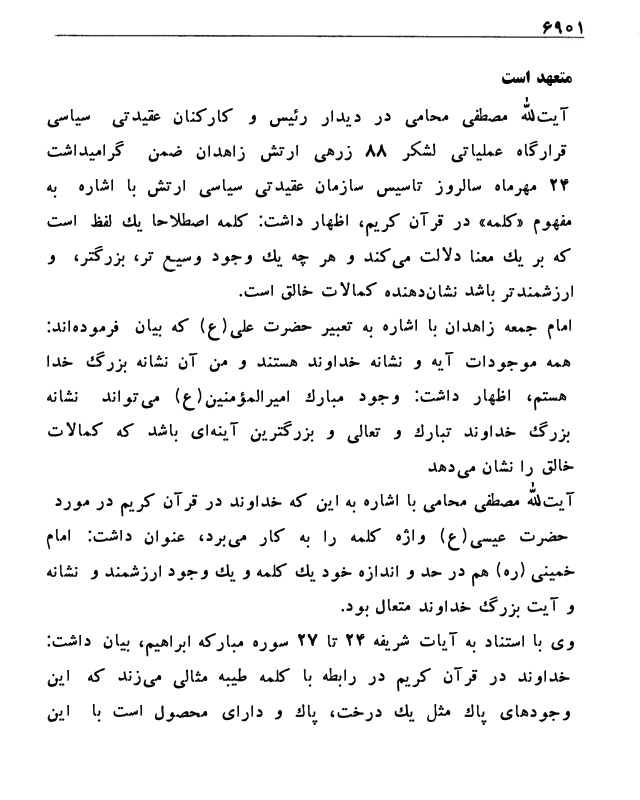 ۶۹۰۱
متعهد است
آیت‌الله مصطفی محامی در دیدار رئیس و کارکنان عقیدتی سیاسی
قرارگاه عملیاتی لشکر ۸۸ زرهی ارتش زاهدان ضمن گرامیداشت
۲۴ مهرماه سالروز تاسیس سازمان عقیدتی سیاسی ارتش با اشاره به
مفهوم «کلمه» در قرآن کریم، اظهار داشت: کلمه اصطلاحا یك لفظ است
که بر یك معنا دلالت می‌کند و هر چه یك وجود وسیع تر، بزرگتر، و
ارزشمندتر باشد نشان‌دهنده کمالات خالق است.
امام جمعه زاهدان با اشاره به تعبیر حضرت علی(ع) که بیان فرموده‌اند:
همه موجودات آیه و نشانه خداوند هستند و من آن نشانه بزرگ خدا
هستم، اظهار داشت: وجود مبارك امیرالمؤمنین(ع) می‌تواند نشانه
بزرگ خداوند تبارك و تعالی و بزرگترین آینه‌ای باشد که کمالات
خالق را نشان می‌دهد
آیت‌الله مصطفی محامی با اشاره به این که خداوند در قرآن کریم در مورد
حضرت عیسی(ع) واژه کلمه را به کار می‌برد، عنوان داشت: امام
خمینی(ره) هم در حد و اندازه خود یك کلمه و یك وجود ارزشمند و نشانه
و آیت بزرگ خداوند متعال بود.
وی با استناد به آیات شریفه ۲۴ تا ۲۷ سوره مبارکه ابراهیم، بیان داشت:
خداوند در قرآن کریم در رابطه با کلمه طیبه مثالی می‌زند که این
وجودهای پاك مثل یك درخت، پاك و دارای محصول است با این